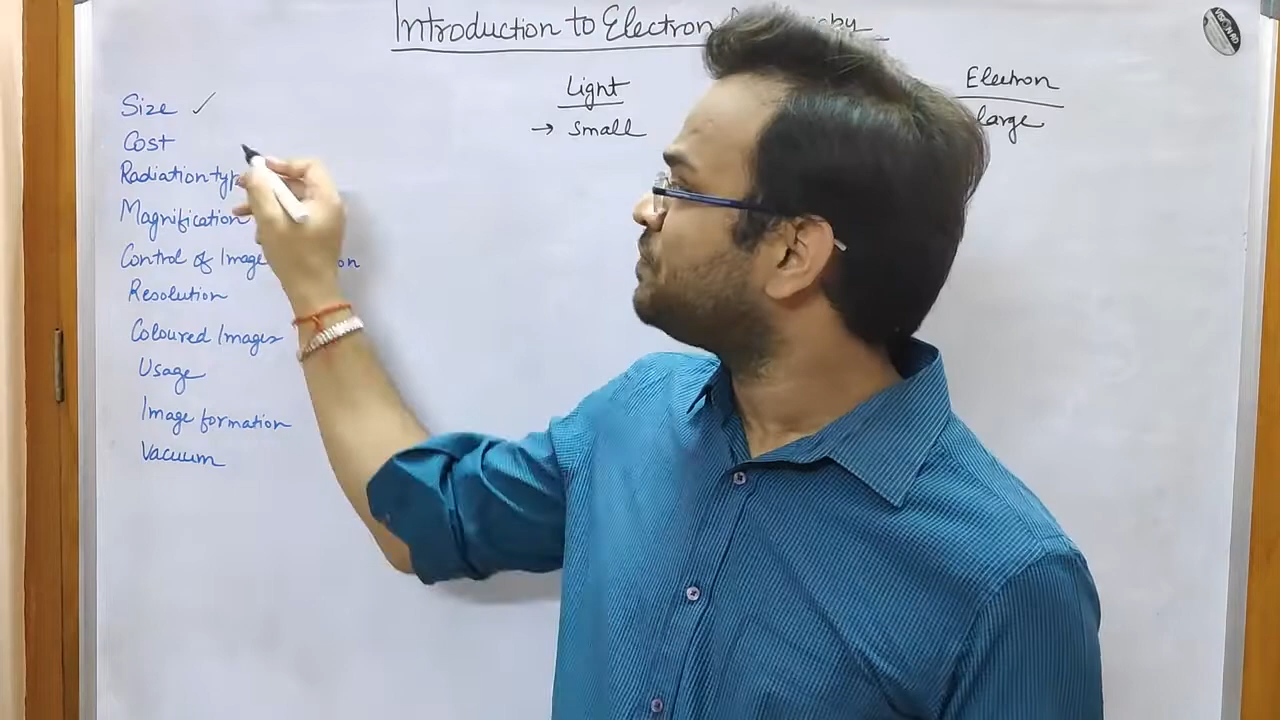 Introduction to Electron
Light
Electron
→ Small
large
Size ✓
Cost
Radiation
Magnification
Control of Image
Resolution
Coloured Images
Usage
Image formation
Vacuum